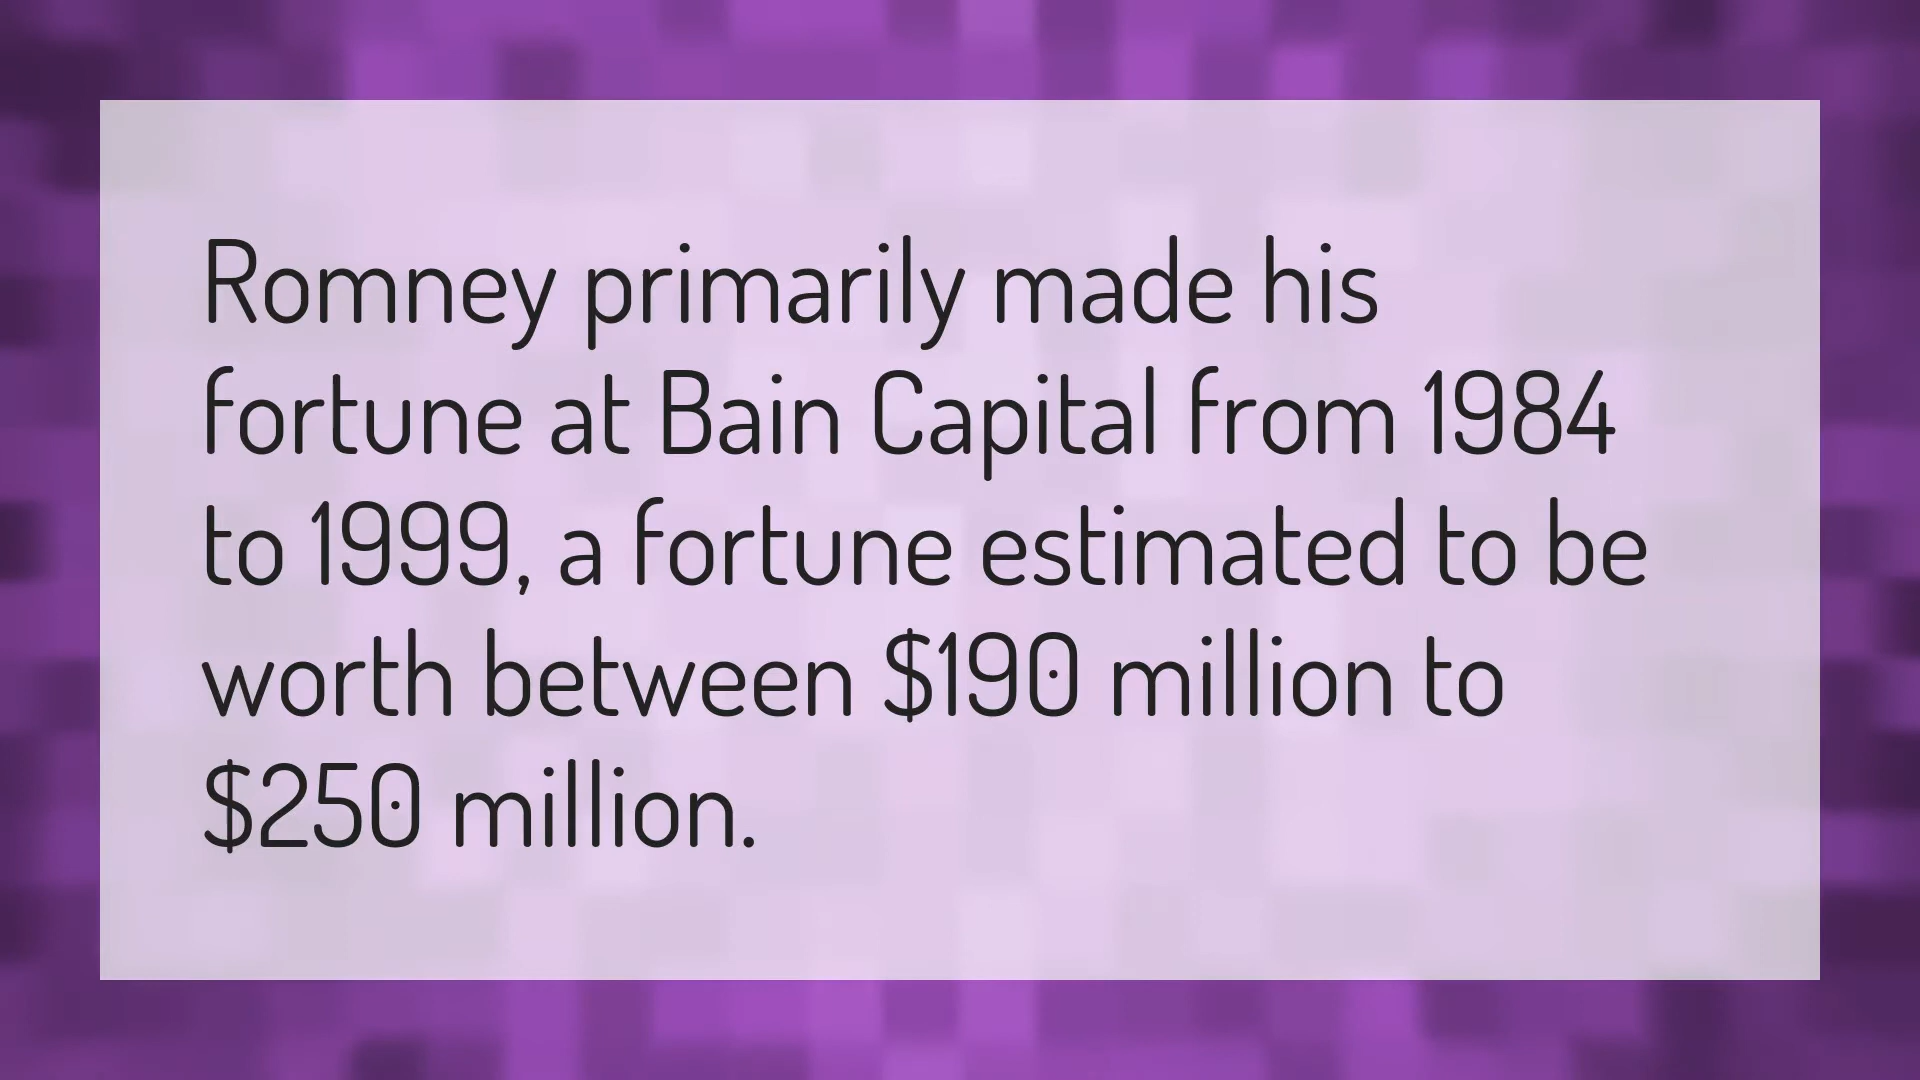 Romney primarily made his
fortune at Bain Capital from 1984
to 1999, a fortune estimated to be
worth between $190 million to
$250 million.